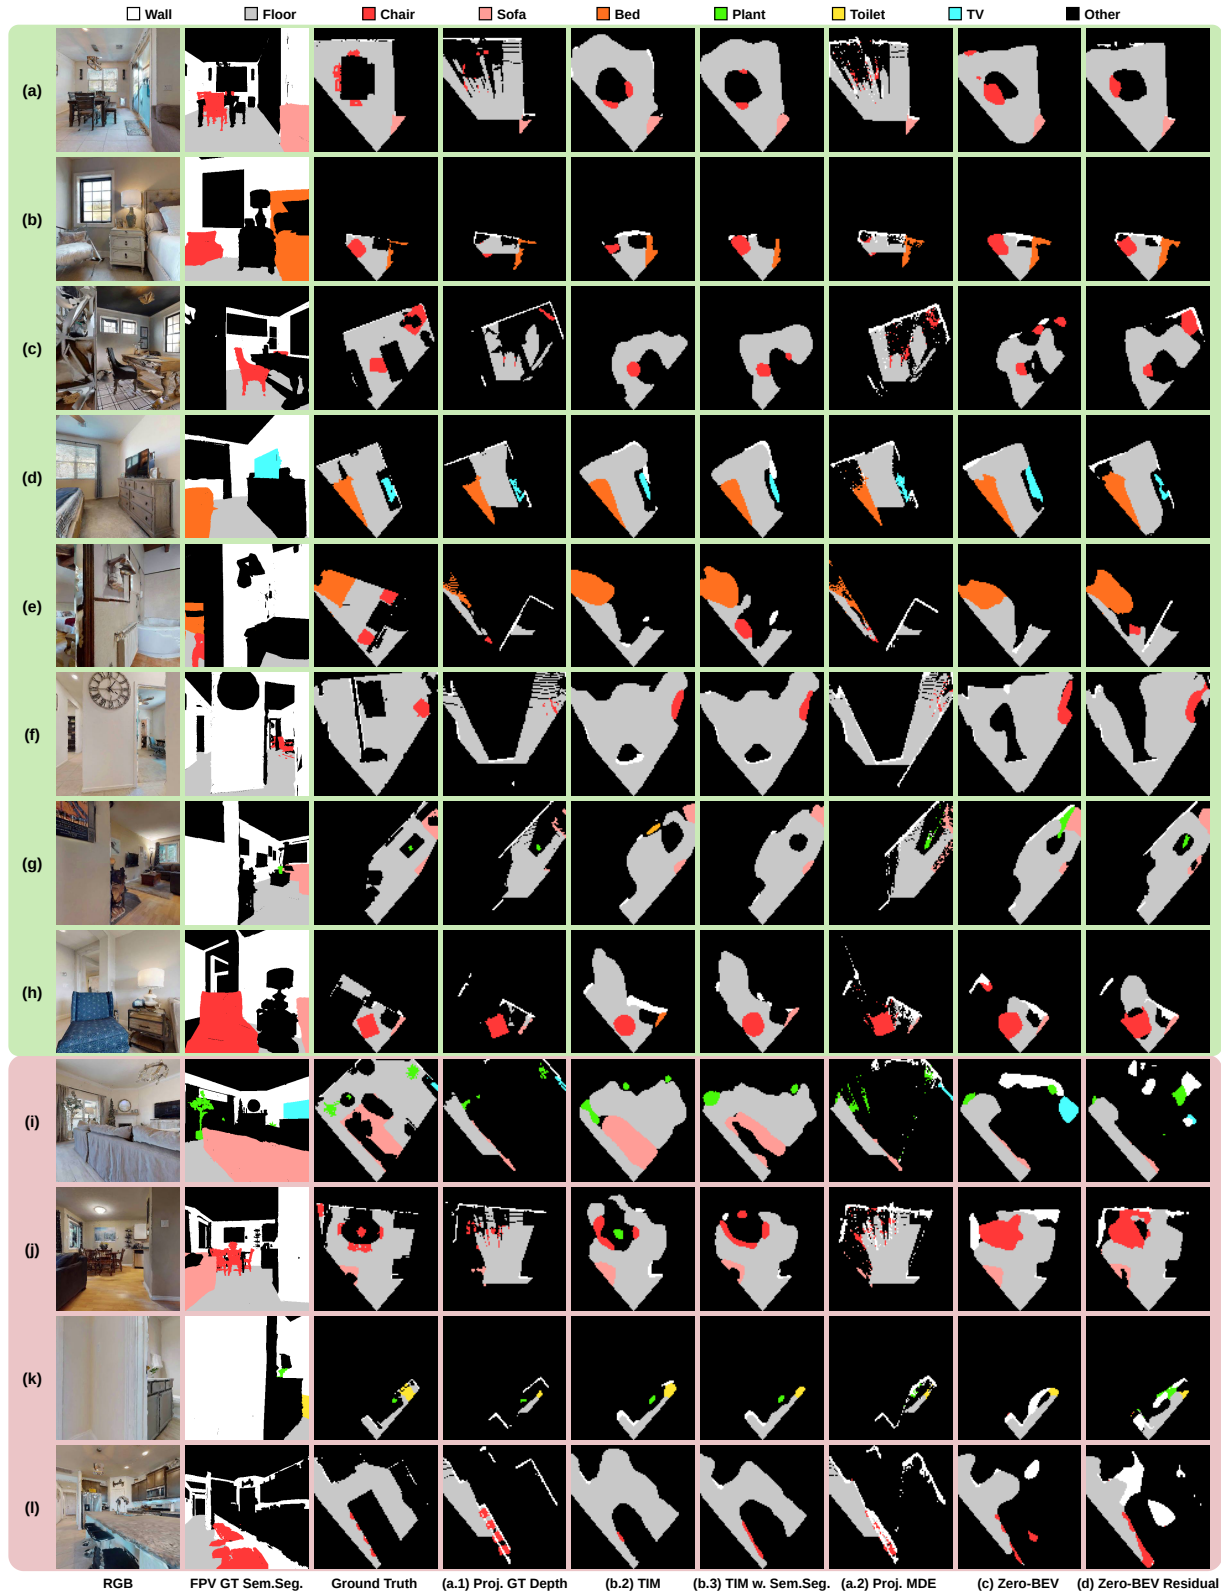 Wall Floor Chair Sofa Bed Plant Toilet TV Other
(a)
(b)
(c)
(d)
(e)
(f)
(g)
(h)
(i)
(j)
(k)
(l)
RGB FPV GT Sem.Seg. Ground Truth (a.1) Proj. GT Depth (b.2) TIM (b.3) TIM w. Sem.Seg. (a.2) Proj. MDE (c) Zero-BEV (d) Zero-BEV Residual